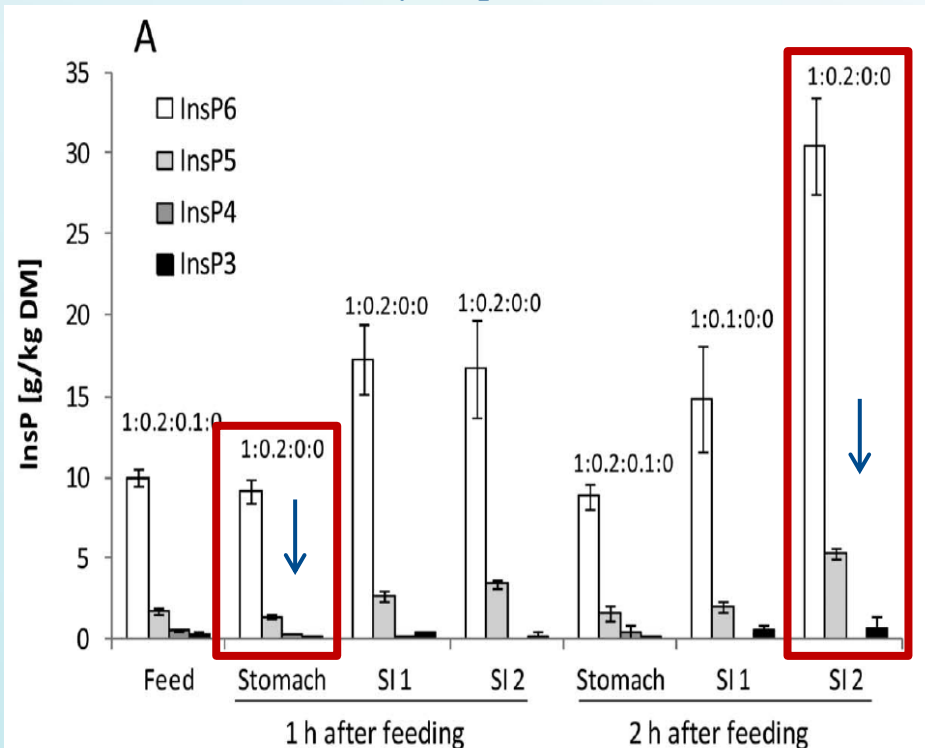 A
35
30
25
20
15
10
5
0
InsP [g/kg DM]
InsP6
InsP5
InsP4
InsP3
1:0.2:0.1:0
1:0.2:0:0
1:0.2:0:0
1:0.2:0:0
1:0.2:0.1:0
1:0.1:0:0
1:0.2:0:0
Feed Stomach SI 1 SI 2 Stomach SI 1 SI 2
1 h after feeding 2 h after feeding